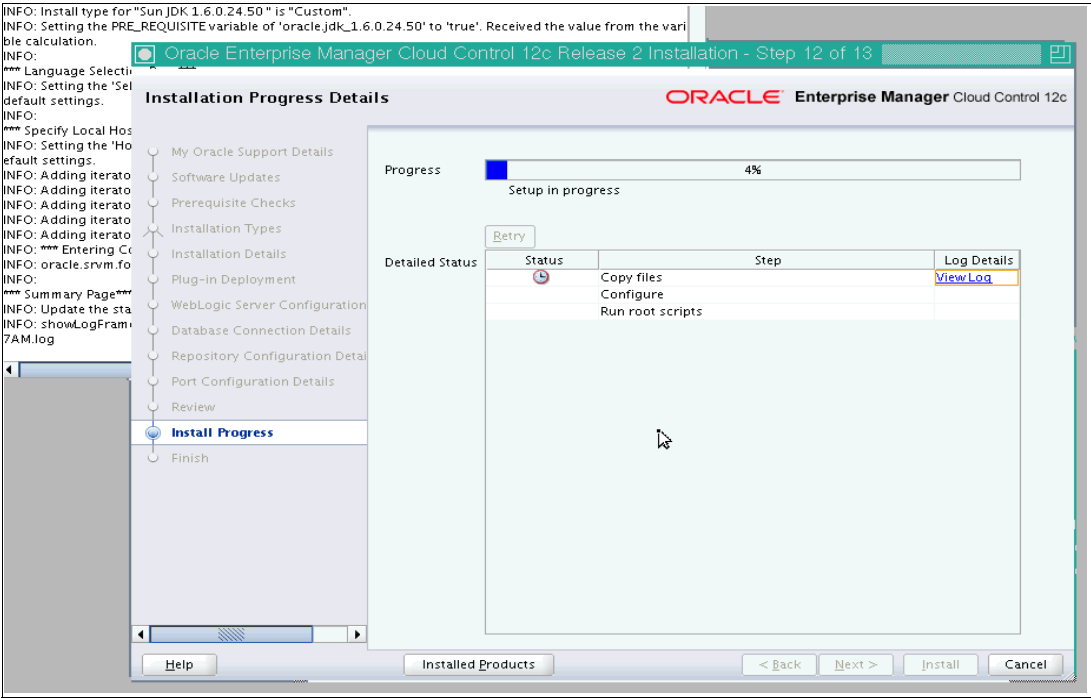 INFO: Install type for "Sun JDK 1.6.0.24.50 " is "Custom".
INFO: Setting the PRE_REQUISITE variable of 'oracle.jdk_1.6.0.24.50' to 'true'. Received the value from the vari
ble calculation.
INFO:
*** Language Selecti
INFO: Setting the 'Sel
default settings.
INFO:
*** Specify Local Hos
INFO: Setting the 'Ho
efault settings.
INFO: Adding iterato
INFO: Adding iterato
INFO: Adding iterato
INFO: Adding iterato
INFO: Adding iterato
INFO: *** Entering Co
INFO: oracle.srvm.fo
INFO:
*** Summary Page***
INFO: Update the sta
INFO: showLogFram
7AM.log
Oracle Enterprise Manager Cloud Control 12c Release 2 Installation - Step 12 of 13
Installation Progress Details
ORACLE Enterprise Manager Cloud Control 12c
My Oracle Support Details
Software Updates
Prerequisite Checks
Installation Types
Installation Details
Plug-in Deployment
WebLogic Server Configuration
Database Connection Details
Repository Configuration Detai
Port Configuration Details
Review
Install Progress
Finish
Progress 4%
Setup in progress
Retry
Detailed Status Status Step Log Details
Copy files View Log
Configure
Run root scripts
Help Installed Products < Back Next > Install Cancel